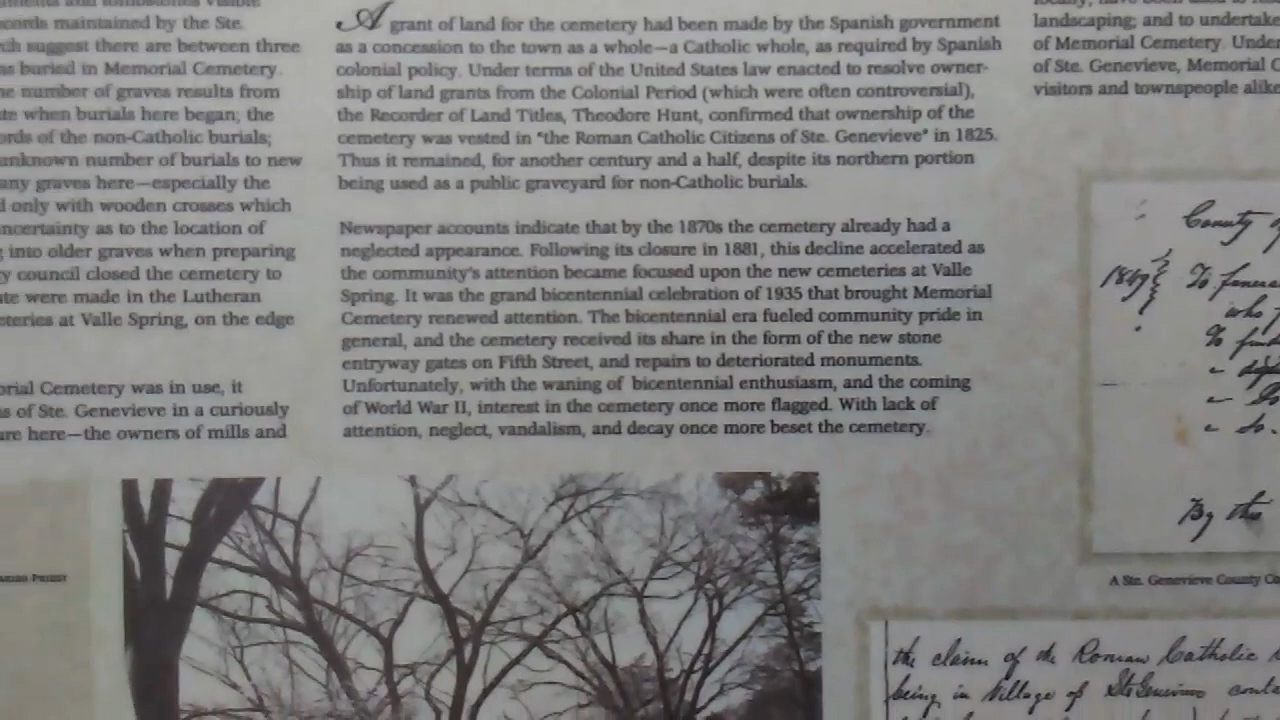 records maintained by the Ste.
suggest there are between three
buried in Memorial Cemetery.
number of graves results from
when burials here began; the
of the non-Catholic burials;
unknown number of burials to new
many graves here—especially the
only with wooden crosses which
uncertainty as to the location of
into older graves when preparing
council closed the cemetery to
were made in the Lutheran
at Valle Spring, on the edge
Cemetery was in use, it
of Ste. Genevieve in a curiously
here—the owners of mills and
PRIEST
A grant of land for the cemetery had been made by the Spanish government
as a concession to the town as a whole—a Catholic whole, as required by Spanish
colonial policy. Under terms of the United States law enacted to resolve owner-
ship of land grants from the Colonial Period (which were often controversial),
the Recorder of Land Titles, Theodore Hunt, confirmed that ownership of the
cemetery was vested in "the Roman Catholic Citizens of Ste. Genevieve" in 1825.
Thus it remained, for another century and a half, despite its northern portion
being used as a public graveyard for non-Catholic burials.
Newspaper accounts indicate that by the 1870s the cemetery already had a
neglected appearance. Following its closure in 1881, this decline accelerated as
the community's attention became focused upon the new cemeteries at Valle
Spring. It was the grand bicentennial celebration of 1935 that brought Memorial
Cemetery renewed attention. The bicentennial era fueled community pride in
general, and the cemetery received its share in the form of the new stone
entryway gates on Fifth Street, and repairs to deteriorated monuments.
Unfortunately, with the waning of bicentennial enthusiasm, and the coming
of World War II, interest in the cemetery once more flagged. With lack of
attention, neglect, vandalism, and decay once more beset the cemetery.
landscaping; and to undertake
of Memorial Cemetery. Under
of Ste. Genevieve, Memorial C
visitors and townspeople alike
County
1847 To
who
By the
A Ste. Genevieve County Co
the claim of the Roman Catholic
being in Village of Ste Genevieve